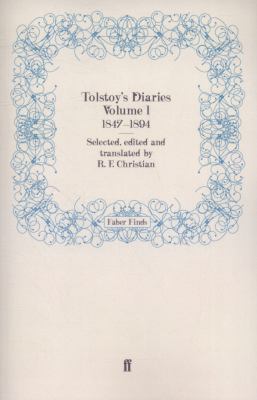 Tolstoy's Diaries
Volume 1
1847–1894
Selected, edited and
translated by
R. F. Christian
Faber Finds
ff